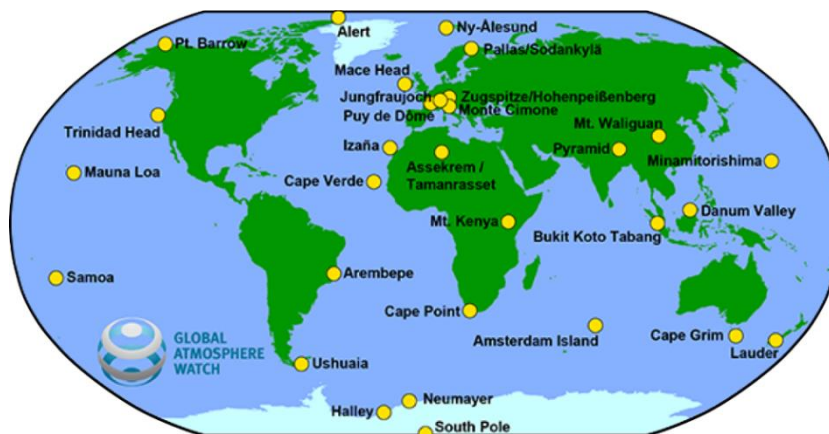 Alert
Ny-Ålesund
Pt. Barrow
Pallas/Sodankylä
Mace Head
Jungfraujoch
Zugspitze/Hohenpeißenberg
Puy de Dôme
Monte Cimone
Trinidad Head
Mt. Waliguan
Izaña
Pyramid
Minamitorishima
Mauna Loa
Assekrem /
Tamanrasset
Cape Verde
Danum Valley
Mt. Kenya
Bukit Koto Tabang
Samoa
Arembepe
Cape Point
Amsterdam Island
Cape Grim
Lauder
GLOBAL
ATMOSPHERE
WATCH
Ushuaia
Neumayer
Halley
South Pole